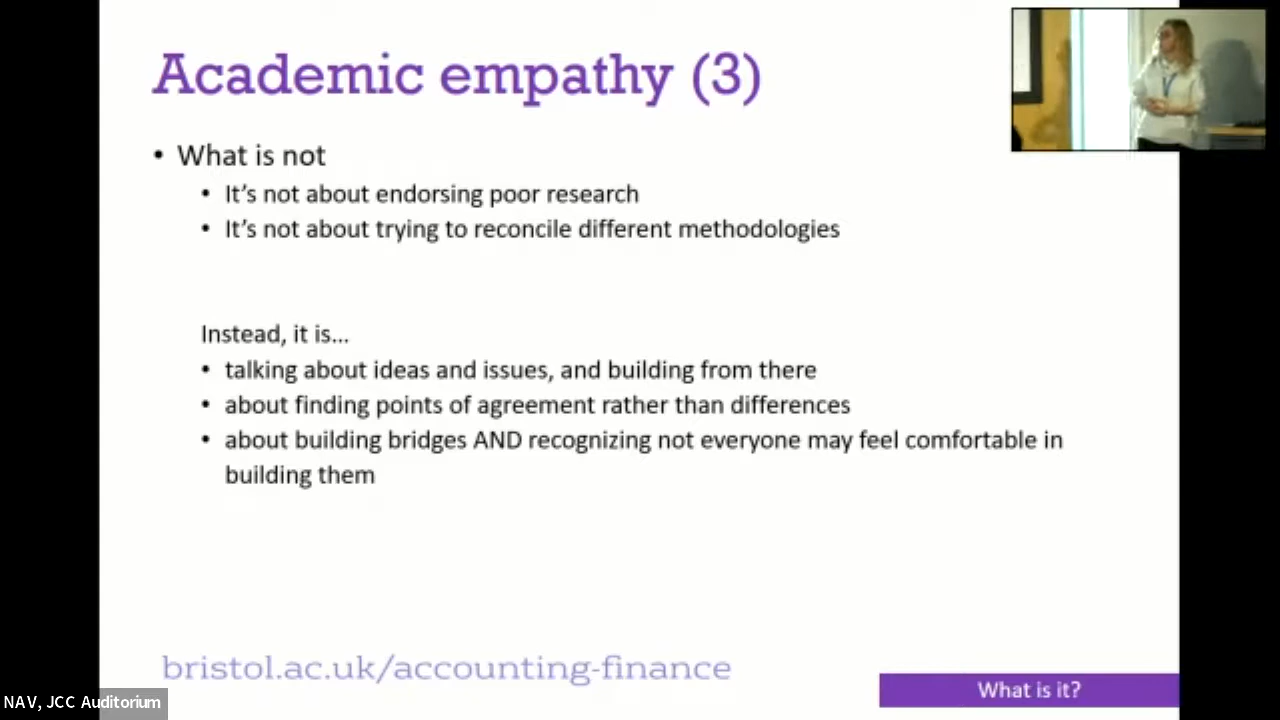 Academic empathy (3)
• What is not
• It's not about endorsing poor research
• It's not about trying to reconcile different methodologies
Instead, it is...
• talking about ideas and issues, and building from there
• about finding points of agreement rather than differences
• about building bridges AND recognizing not everyone may feel comfortable in
building them
bristol.ac.uk/accounting-finance
What is it?
NAV, JCC Auditorium